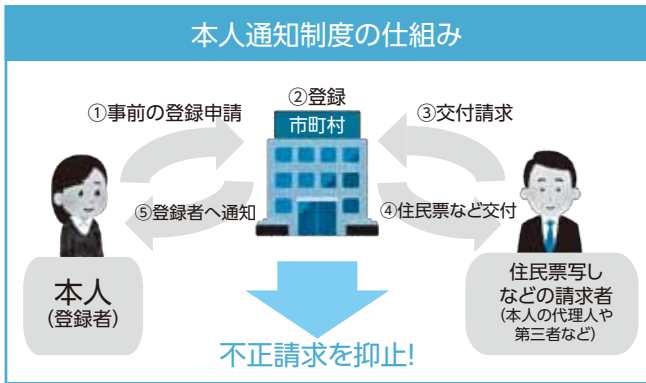 本人通知制度の仕組み
①事前の登録申請
②登録
市町村
③交付請求
⑤登録者へ通知
④住民票など交付
本人
(登録者)
住民票写し
などの請求者
(本人の代理人や
第三者など)
不正請求を抑止!